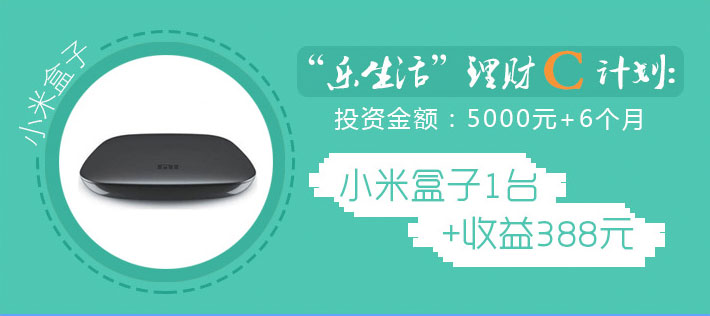 小米盒子
“乐生活”理财C计划:
投资金额：5000元+6个月
小米盒子1台
+收益388元
MI